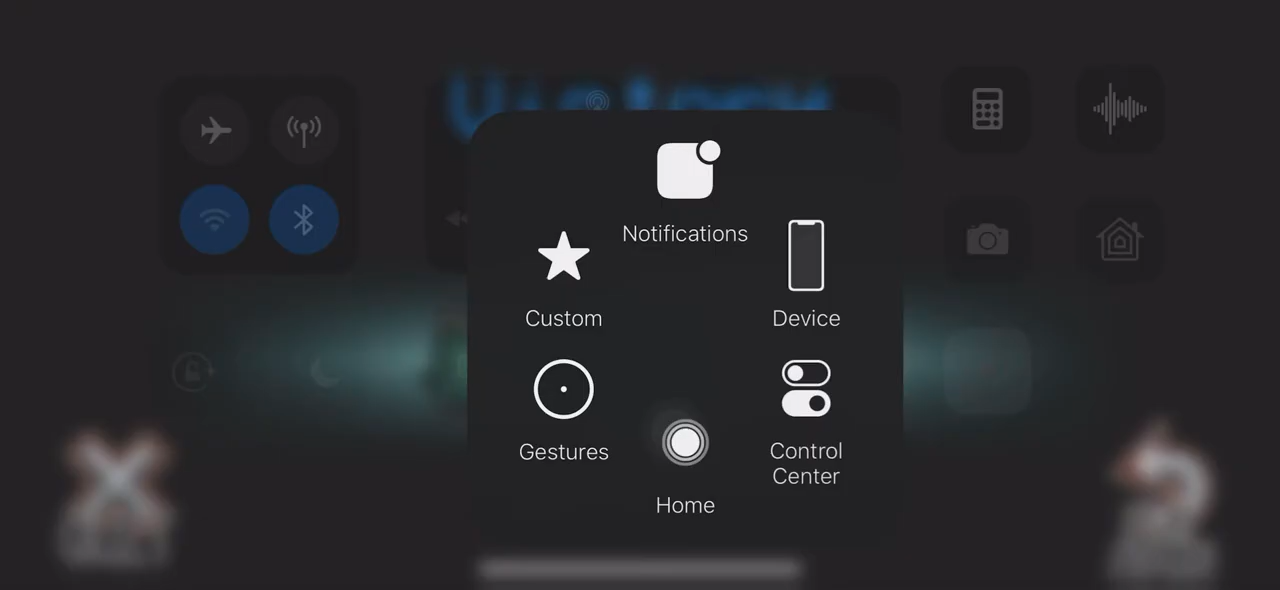 Notifications
Custom
Device
Gestures
Control
Center
Home